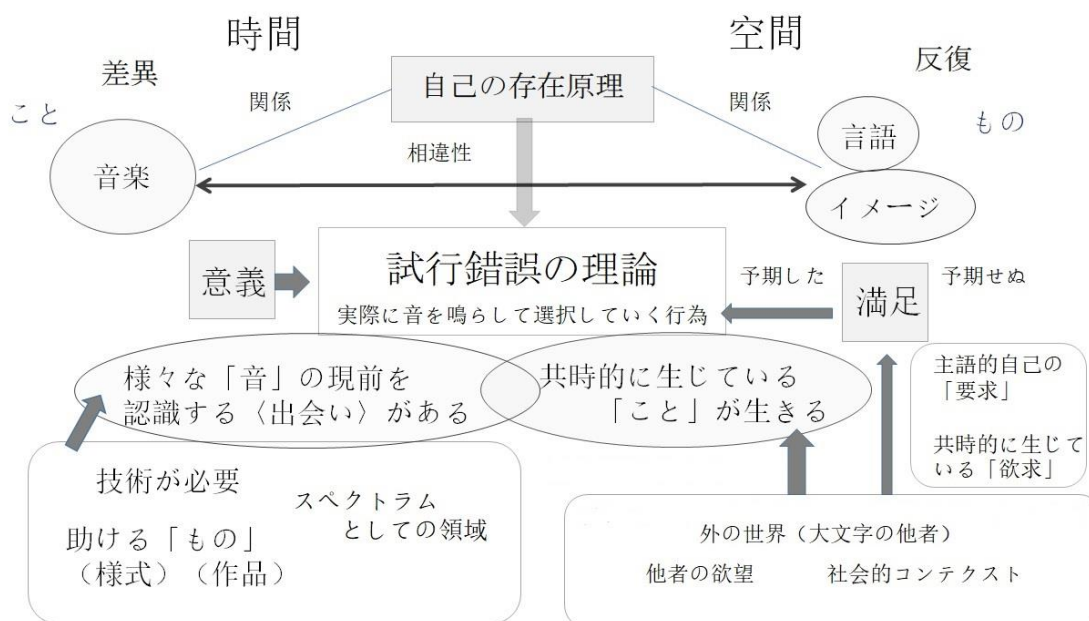 時間
空間
差異
反復
こと
関係
自己の存在原理
関係
言語
もの
音楽
相違性
イメージ
意義
試行錯誤の理論
実際に音を鳴らして選択していく行為
予期した
満足
予期せぬ
様々な「音」の現前を
認識する〈出会い〉がある
共時的に生じている
「こと」が生きる
主語的自己の
「要求」
共時的に生じて
いる「欲求」
技術が必要
スペクトラム
としての領域
助ける「もの」
（様式）（作品）
外の世界（大文字の他者）
他者の欲望
社会的コンテクスト